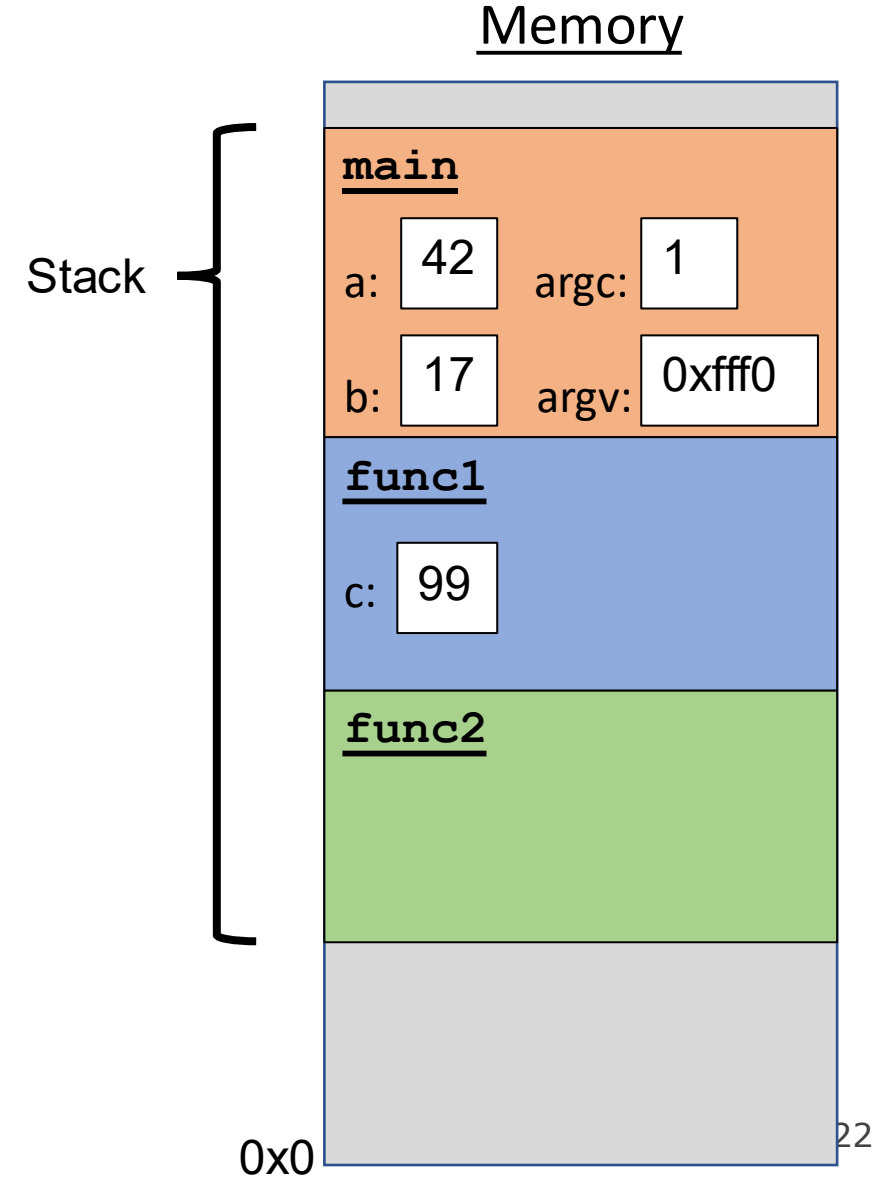 Memory
main
a: 42 argc: 1
Stack
b: 17 argv: 0xfff0
func1
c: 99
func2
22
0x0